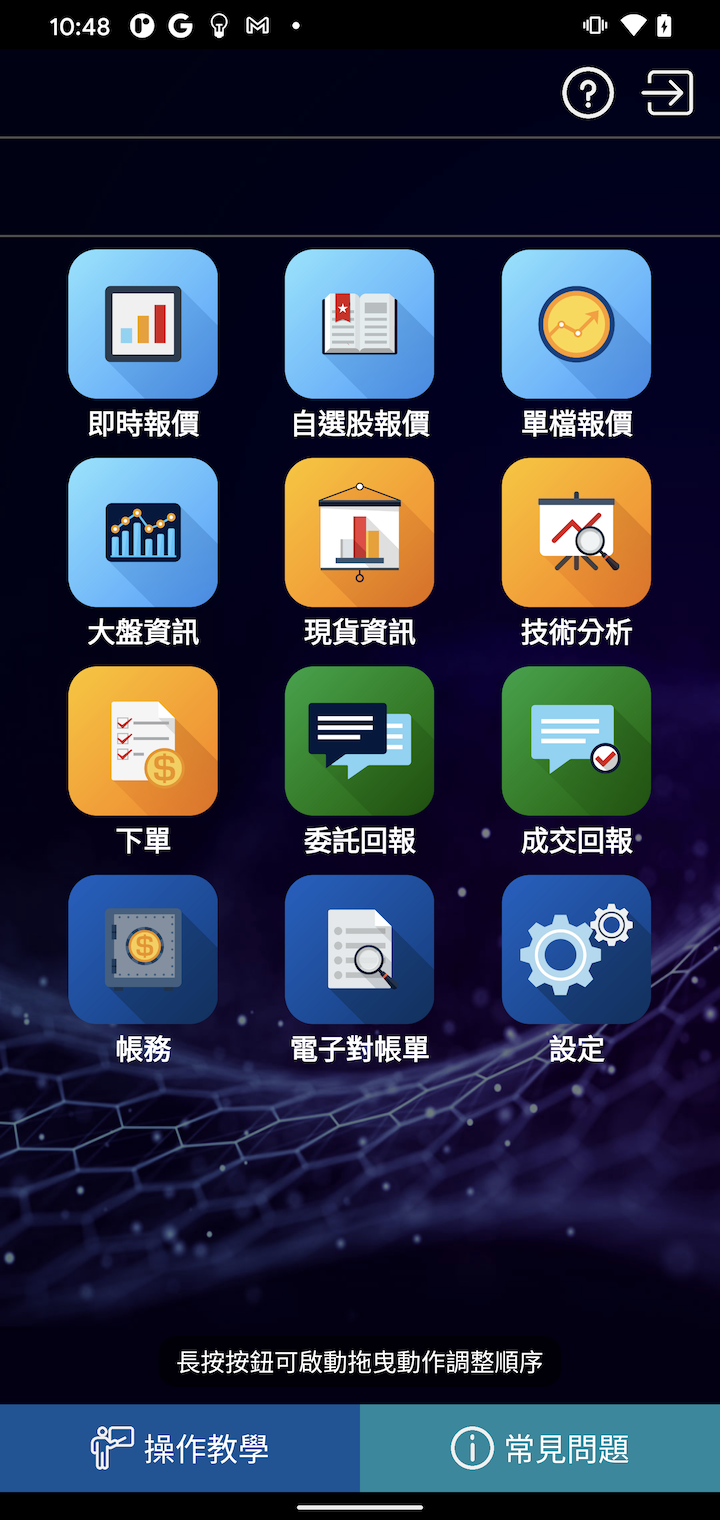 10:48
即時報價
自選股報價
單檔報價
大盤資訊
現貨資訊
技術分析
下單
委託回報
成交回報
帳務
電子對帳單
設定
長按按鈕可啟動拖曳動作調整順序
操作教學
常見問題